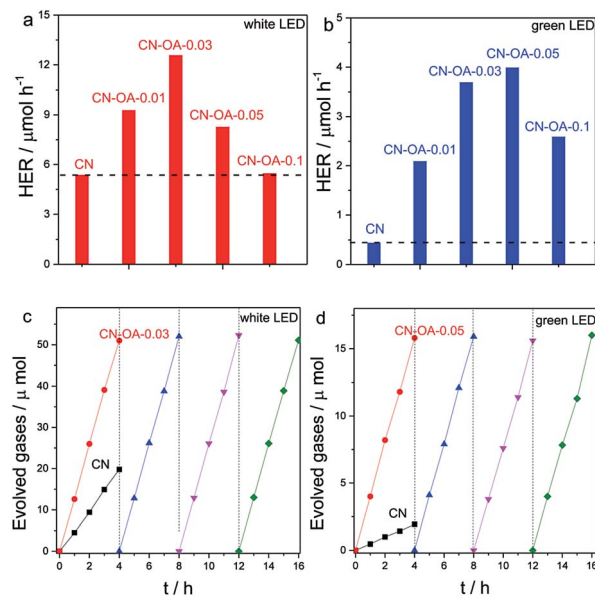 a
white LED
HER / μmol h⁻¹
15
12
9
6
3
0
CN
CN-OA-0.01
CN-OA-0.03
CN-OA-0.05
CN-OA-0.1
b
green LED
HER / μmol h⁻¹
5
4
3
2
1
0
CN
CN-OA-0.01
CN-OA-0.03
CN-OA-0.05
CN-OA-0.1
c
white LED
Evolved gases / μ mol
50
40
30
20
10
0
CN-OA-0.03
CN
0 2 4 6 8 10 12 14 16
t / h
d
green LED
Evolved gases / μ mol
15
10
5
0
CN-OA-0.05
CN
0 2 4 6 8 10 12 14 16
t / h